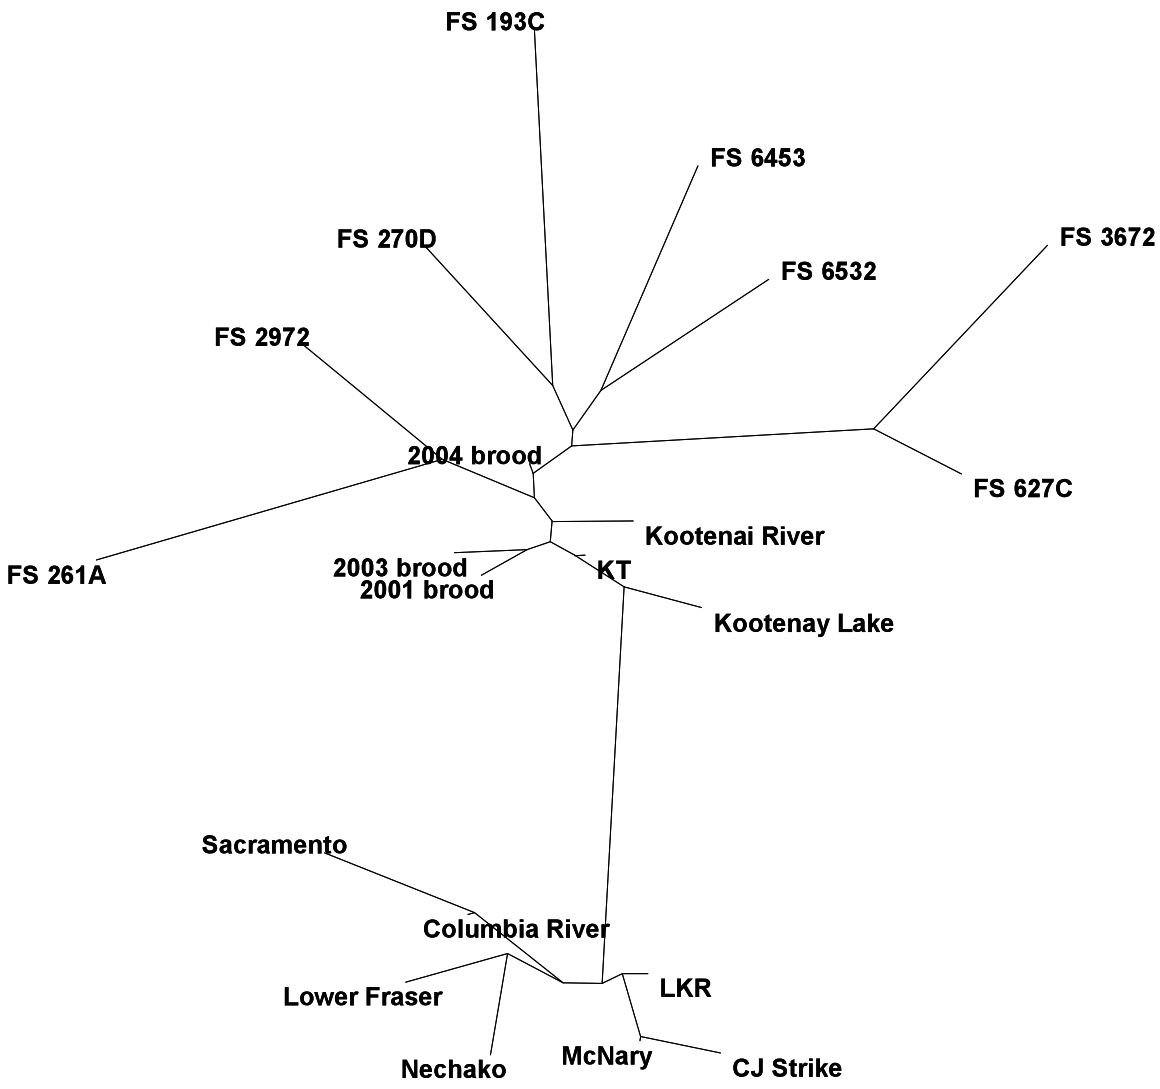 FS 193C
FS 6453
FS 270D
FS 3672
FS 6532
FS 2972
2004 brood
FS 627C
Kootenai River
2003 brood
KT
FS 261A
2001 brood
Kootenay Lake
Sacramento
Columbia River
LKR
Lower Fraser
McNary
Nechako
CJ Strike